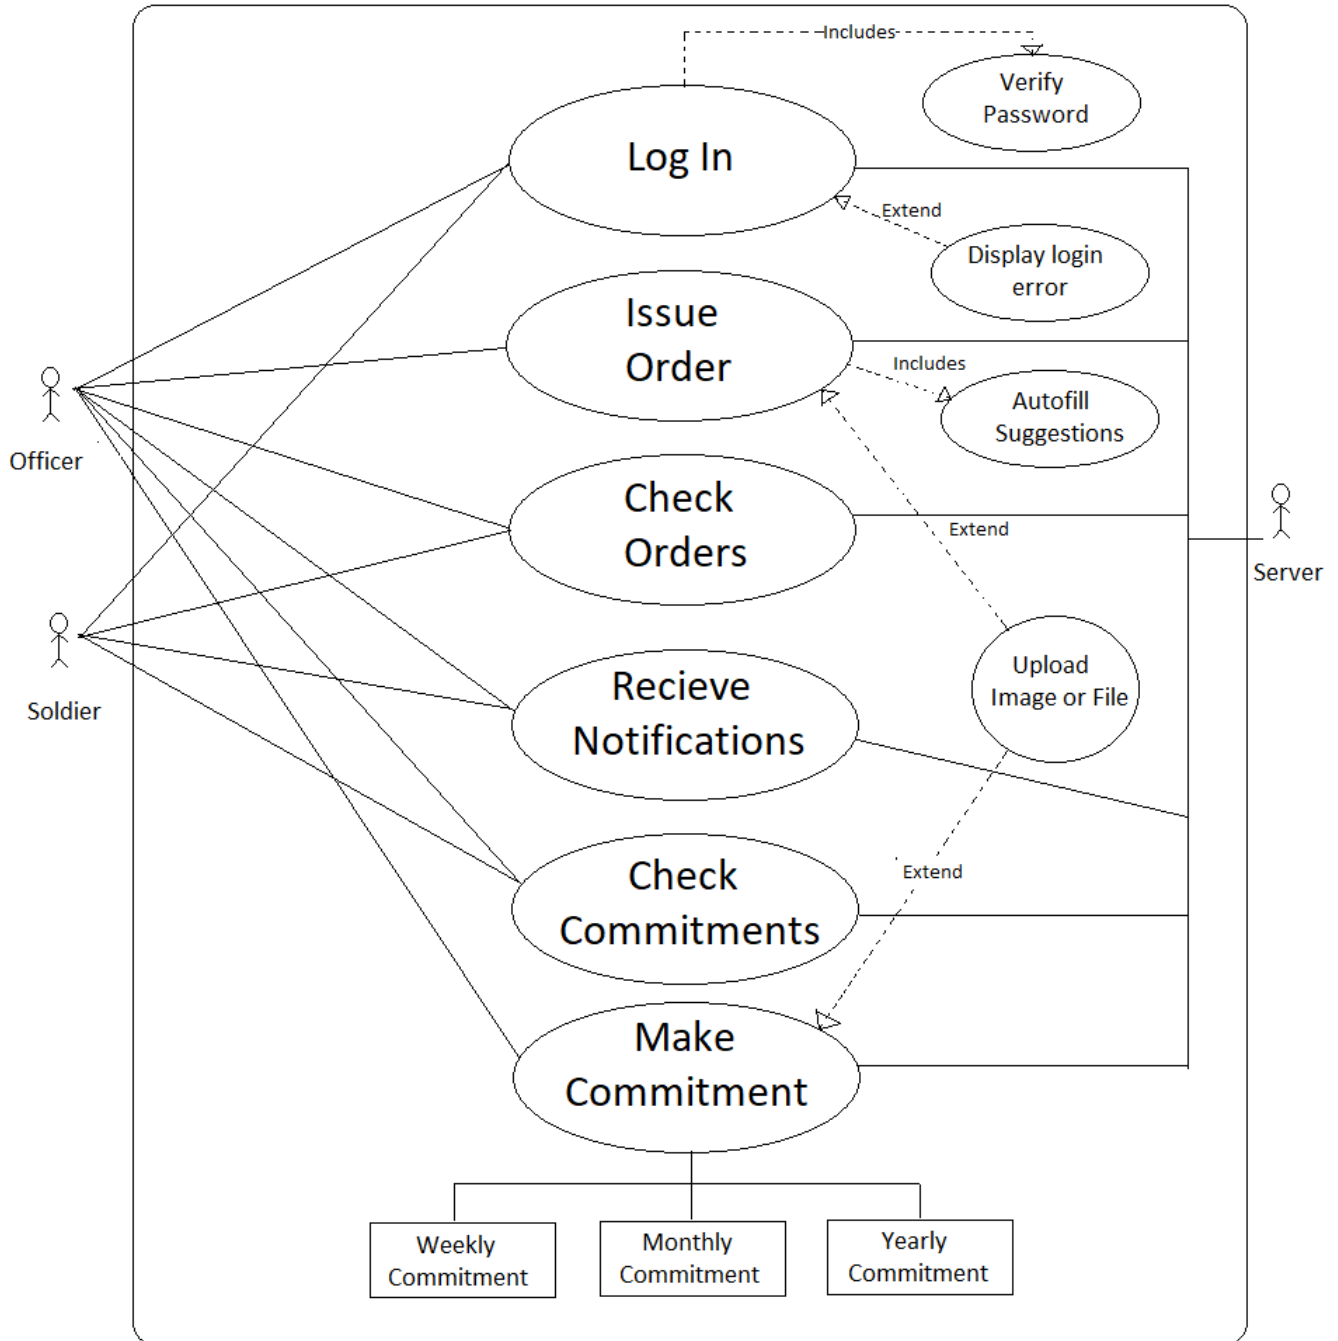 Includes
Verify
Password
Log In
Extend
Display login
error
Issue
Order
Includes
Autofill
Suggestions
Officer
Check
Orders
Extend
Server
Soldier
Upload
Image or File
Recieve
Notifications
Check
Commitments
Extend
Make
Commitment
Weekly
Commitment
Monthly
Commitment
Yearly
Commitment